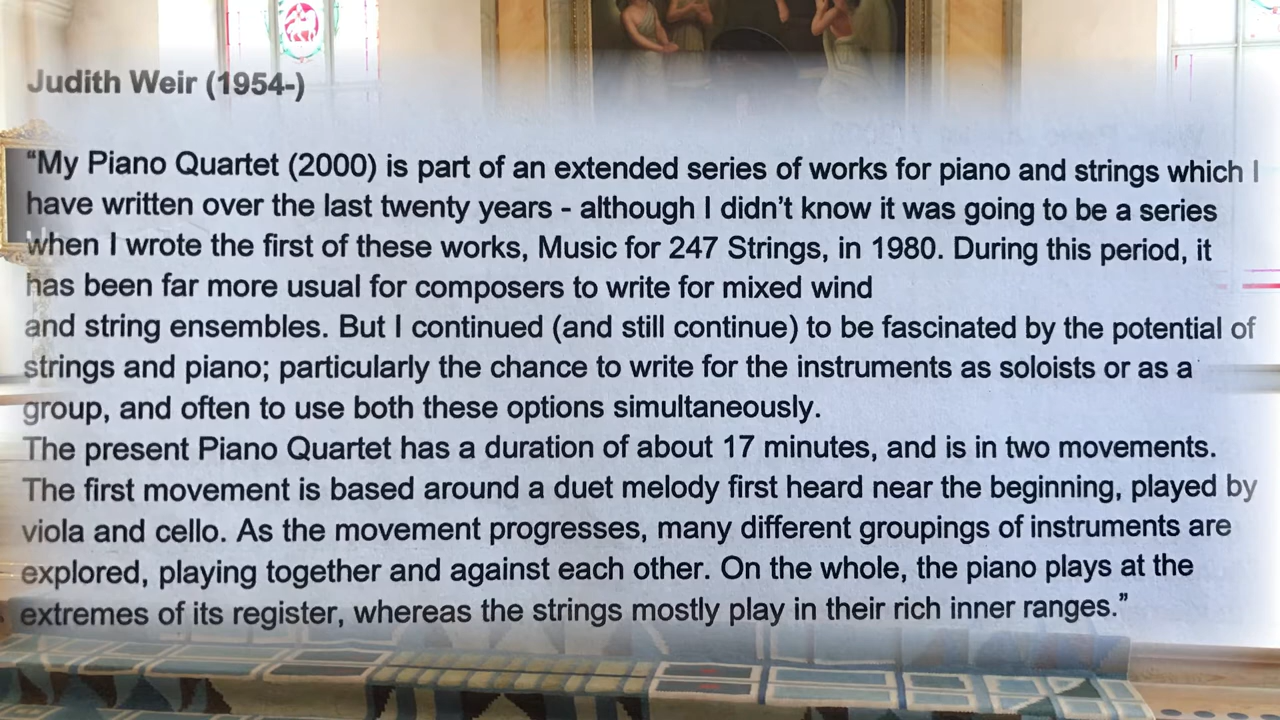 Judith Weir (1954-)
“My Piano Quartet (2000) is part of an extended series of works for piano and strings which I
have written over the last twenty years - although I didn’t know it was going to be a series
when I wrote the first of these works, Music for 247 Strings, in 1980. During this period, it
has been far more usual for composers to write for mixed wind
and string ensembles. But I continued (and still continue) to be fascinated by the potential of
strings and piano; particularly the chance to write for the instruments as soloists or as a
group, and often to use both these options simultaneously.
The present Piano Quartet has a duration of about 17 minutes, and is in two movements.
The first movement is based around a duet melody first heard near the beginning, played by
viola and cello. As the movement progresses, many different groupings of instruments are
explored, playing together and against each other. On the whole, the piano plays at the
extremes of its register, whereas the strings mostly play in their rich inner ranges.”